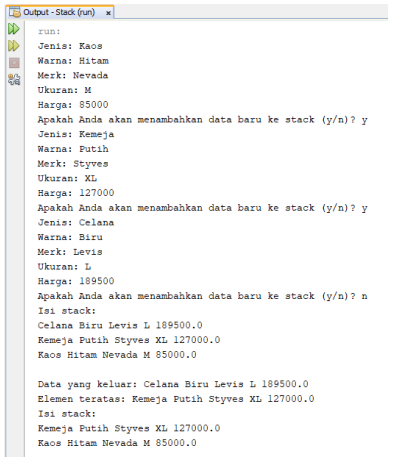 Output - Stack (run) x
run:
Jenis: Kaos
Warna: Hitam
Merk: Nevada
Ukuran: M
Harga: 85000
Apakah Anda akan menambahkan data baru ke stack (y/n)? y
Jenis: Kemeja
Warna: Putih
Merk: Styves
Ukuran: XL
Harga: 127000
Apakah Anda akan menambahkan data baru ke stack (y/n)? y
Jenis: Celana
Warna: Biru
Merk: Levis
Ukuran: L
Harga: 189500
Apakah Anda akan menambahkan data baru ke stack (y/n)? n
Isi stack:
Celana Biru Levis L 189500.0
Kemeja Putih Styves XL 127000.0
Kaos Hitam Nevada M 85000.0
Data yang keluar: Celana Biru Levis L 189500.0
Elemen teratas: Kemeja Putih Styves XL 127000.0
Isi stack:
Kemeja Putih Styves XL 127000.0
Kaos Hitam Nevada M 85000.0